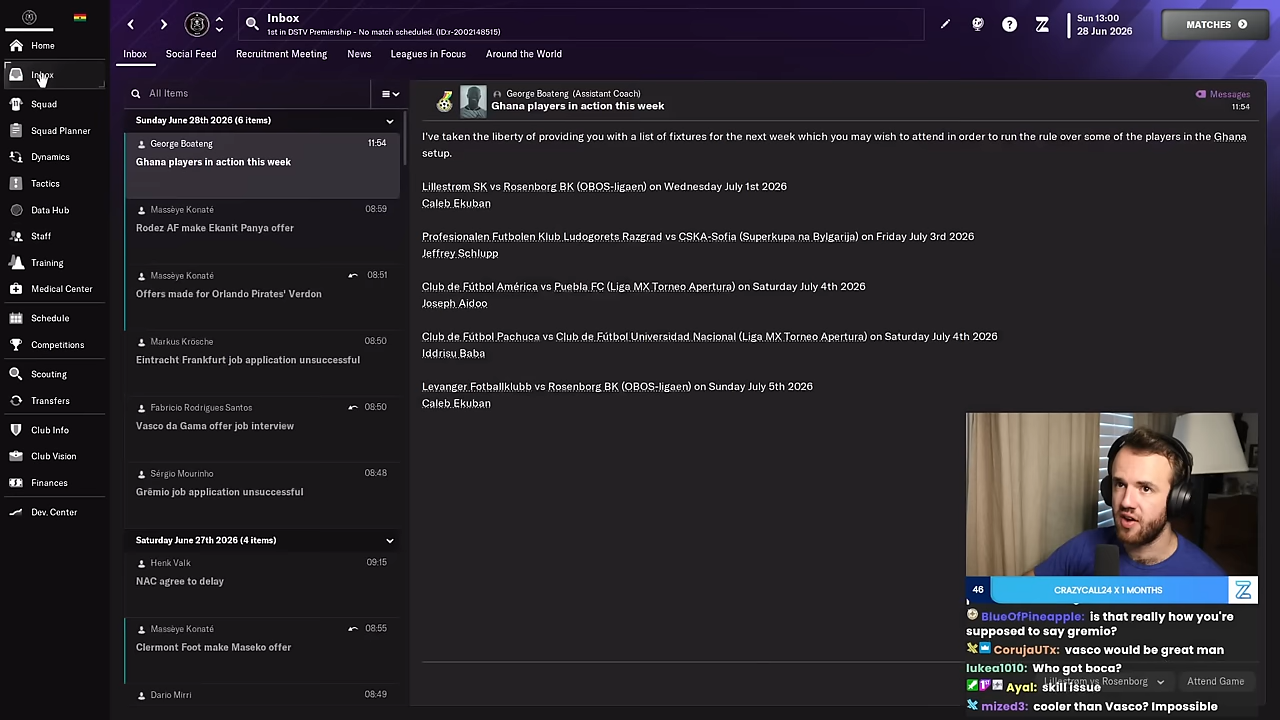 Home
Inbox
Squad
Squad Planner
Dynamics
Tactics
Data Hub
Staff
Training
Medical Center
Schedule
Competitions
Scouting
Transfers
Club Info
Club Vision
Finances
Dev. Center
Inbox
1st in DSTV Premiership - No match scheduled. (ID:r-2002148515)
Sun 13:00
28 Jun 2026
MATCHES
Inbox
Social Feed
Recruitment Meeting
News
Leagues in Focus
Around the World
All Items
Sunday June 28th 2026 (6 items)
George Boateng 11:54
Ghana players in action this week
Massèye Konaté 08:59
Rodez AF make Ekanit Panya offer
Massèye Konaté 08:51
Offers made for Orlando Pirates' Verdon
Markus Krösche 08:50
Eintracht Frankfurt job application unsuccessful
Fabricio Rodrigues Santos 08:50
Vasco da Gama offer job interview
Sérgio Mourinho 08:48
Grêmio job application unsuccessful
Saturday June 27th 2026 (4 items)
Henk Valk 09:15
NAC agree to delay
Massèye Konaté 08:55
Clermont Foot make Maseko offer
Dario Mirri 08:49
George Boateng (Assistant Coach)
Ghana players in action this week
Messages
11:54
I've taken the liberty of providing you with a list of fixtures for the next week which you may wish to attend in order to run the rule over some of the players in the Ghana
setup.
Lillestrøm SK vs Rosenborg BK (OBOS-ligaen) on Wednesday July 1st 2026
Caleb Ekuban
Profesionalen Futbolen Klub Ludogorets Razgrad vs CSKA-Sofia (Superkupa na Bylgarija) on Friday July 3rd 2026
Jeffrey Schlupp
Club de Fútbol América vs Puebla FC (Liga MX Torneo Apertura) on Saturday July 4th 2026
Joseph Aidoo
Club de Fútbol Pachuca vs Club de Fútbol Universidad Nacional (Liga MX Torneo Apertura) on Saturday July 4th 2026
Iddrisu Baba
Levanger Fotballklubb vs Rosenborg BK (OBOS-ligaen) on Sunday July 5th 2026
Caleb Ekuban
46
CRAZYCALL24 X 1 MONTHS
BlueOfPineapple: is that really how you're
supposed to say gremio?
CorujaUTx: vasco would be great man
lukea1010: Who got boca?
Ayal: skill issue
mized3: cooler than Vasco? Impossible
Lillestrøm vs Rosenborg
Attend Game